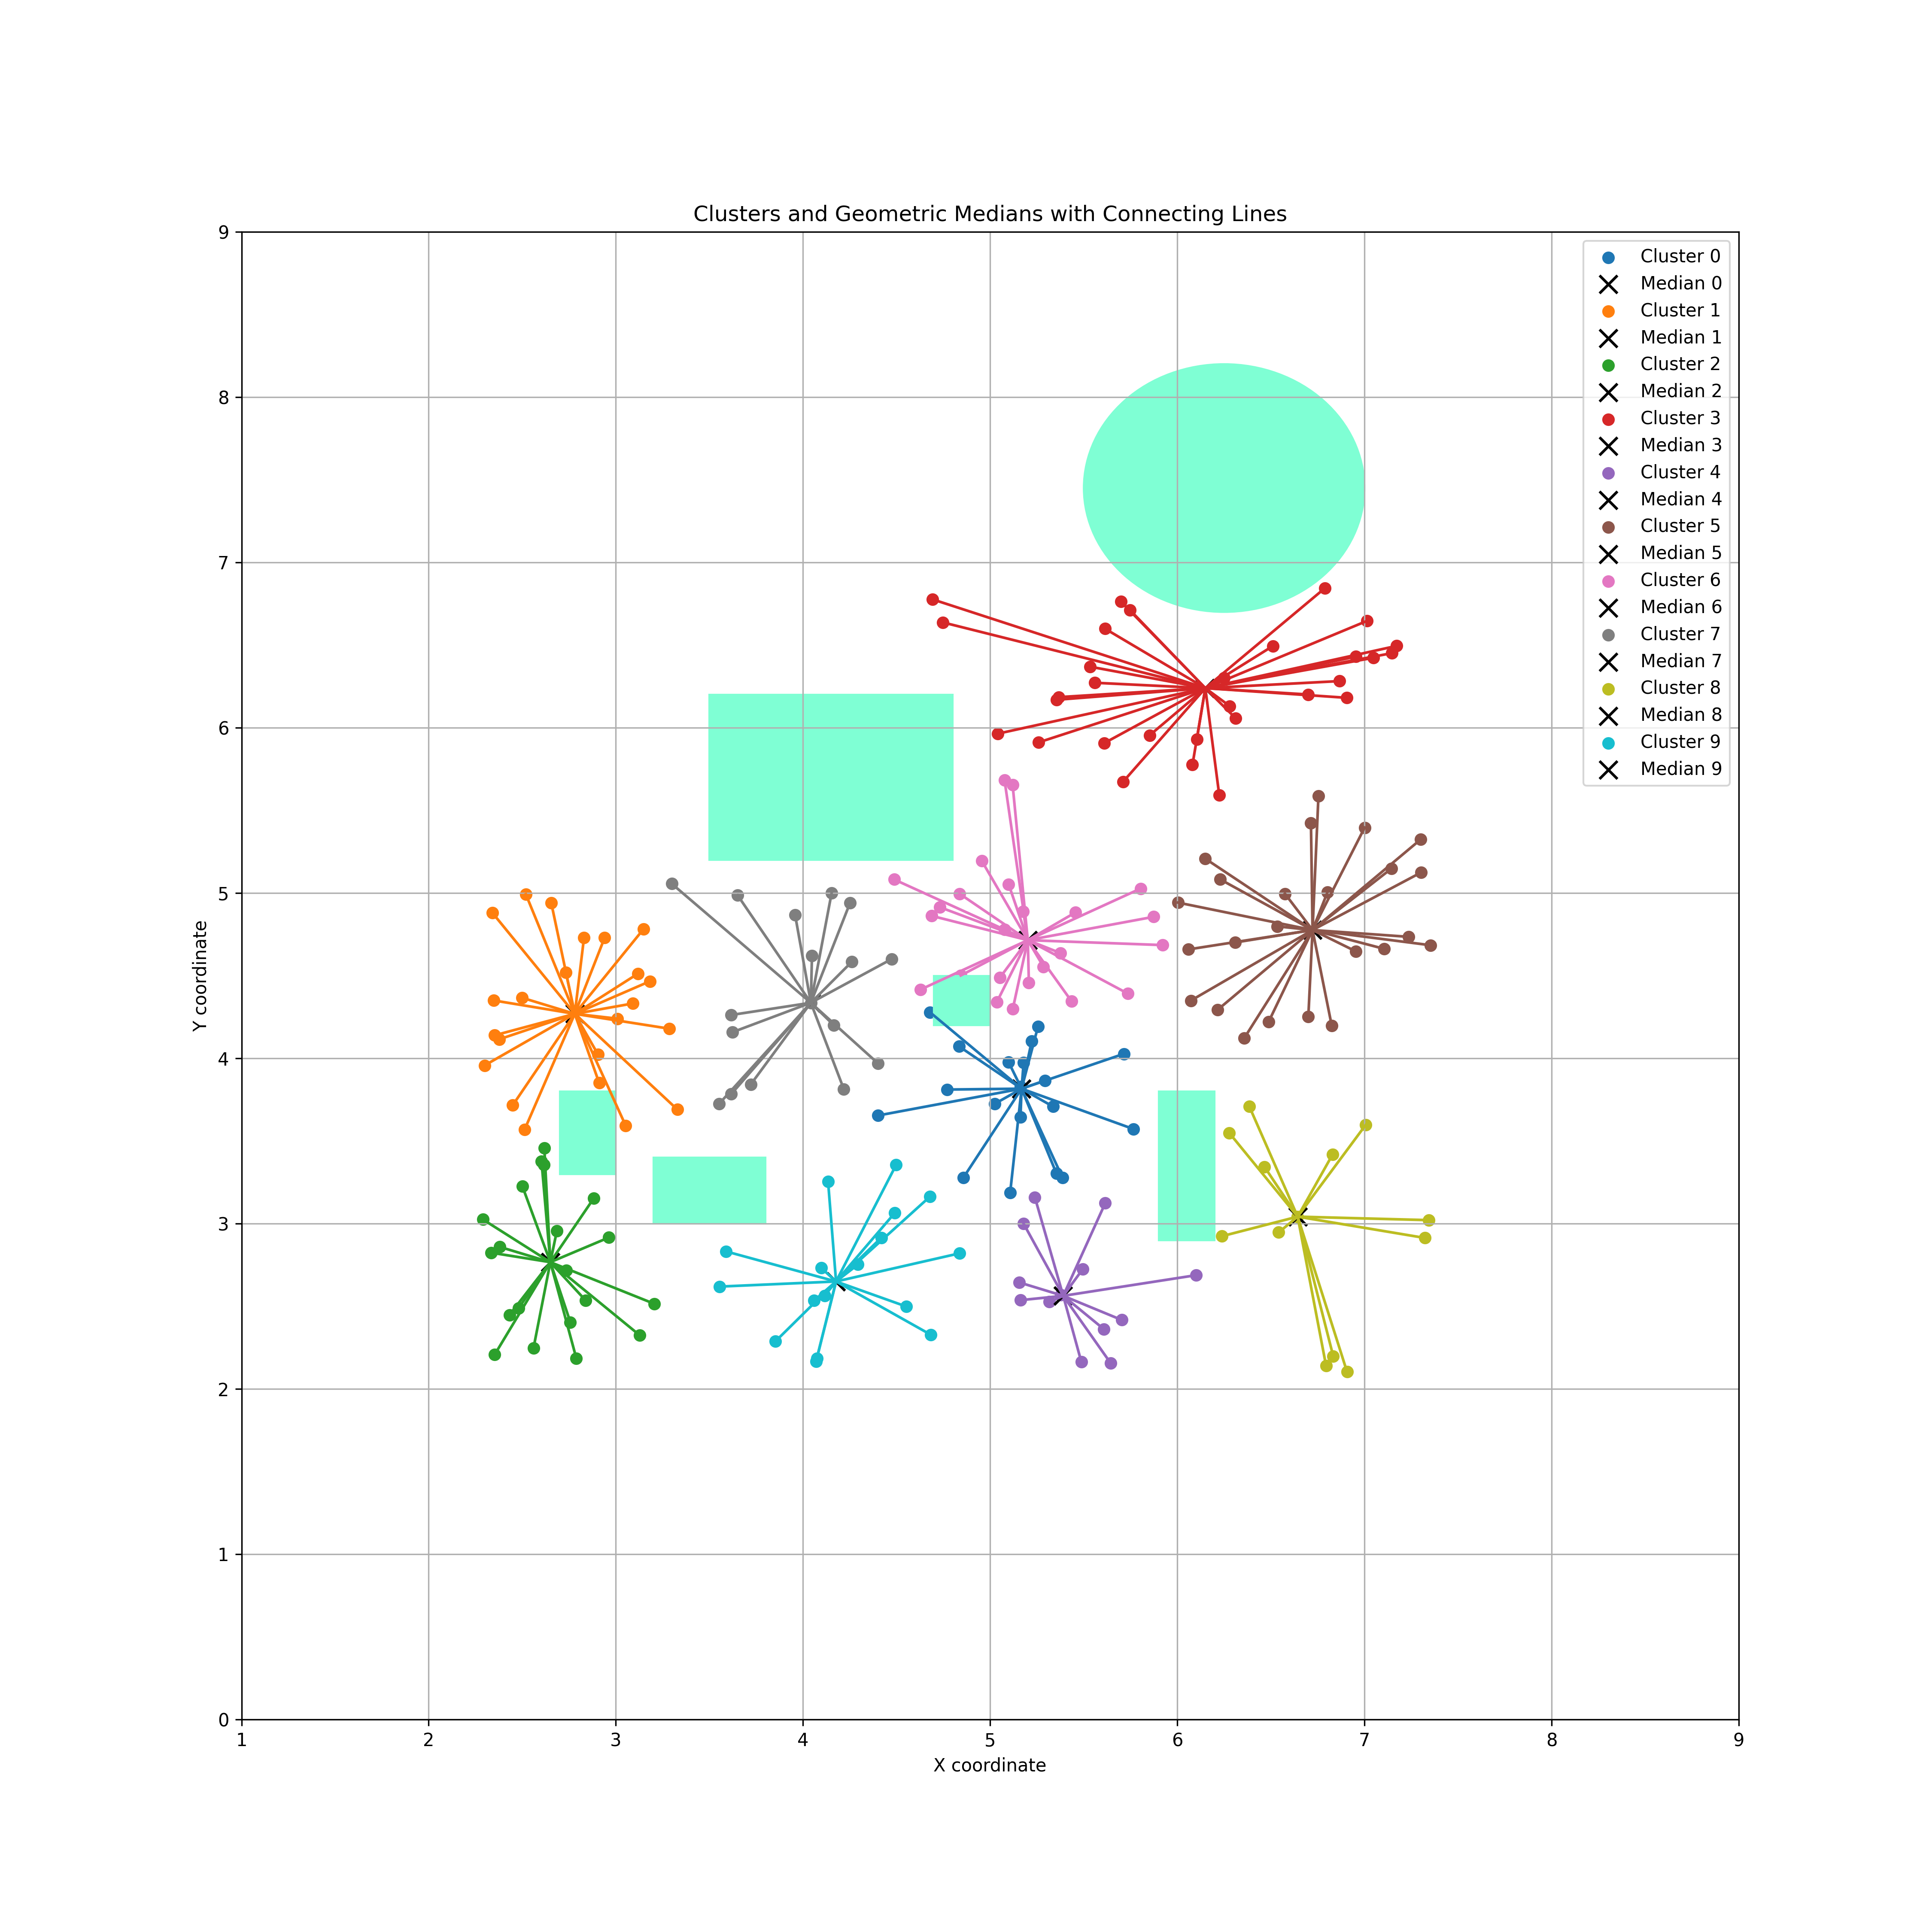 Clusters and Geometric Medians with Connecting Lines
9
8
7
6
5
4
3
2
1
0
Y coordinate
Cluster 0
Median 0
Cluster 1
Median 1
Cluster 2
Median 2
Cluster 3
Median 3
Cluster 4
Median 4
Cluster 5
Median 5
Cluster 6
Median 6
Cluster 7
Median 7
Cluster 8
Median 8
Cluster 9
Median 9
1 2 3 4 5 6 7 8 9
X coordinate